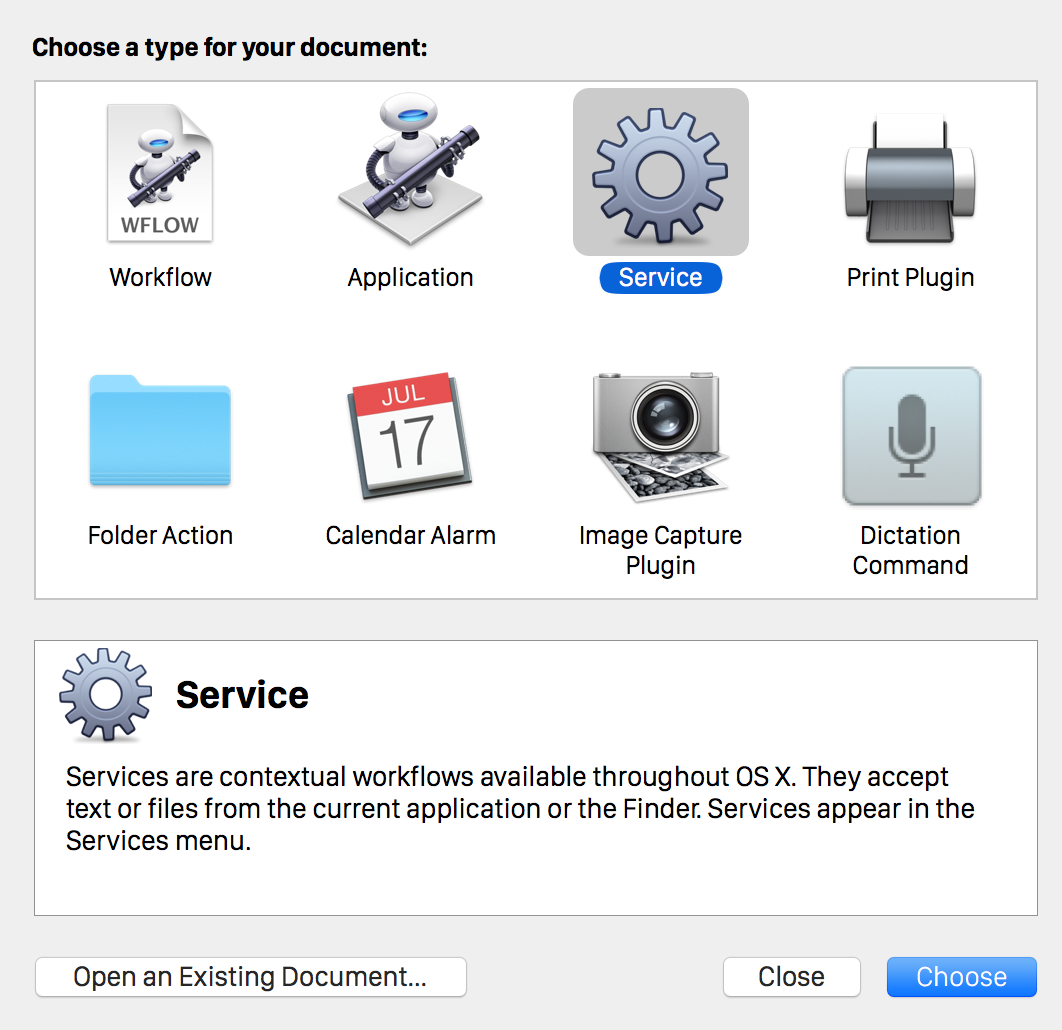 Choose a type for your document:
WFLOW
Workflow
Application
Service
Print Plugin
JUL
17
Folder Action
Calendar Alarm
Image Capture
Plugin
Dictation
Command
Service
Services are contextual workflows available throughout OS X. They accept
text or files from the current application or the Finder. Services appear in the
Services menu.
Open an Existing Document...
Close
Choose